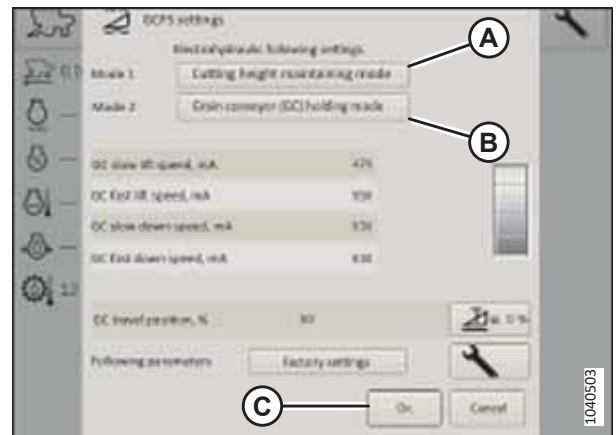 GCFS settings
A
Electrohydraulic following settings
Mode 1 Cutting height maintaining mode
Mode 2 Grain conveyor (GC) holding mode
B
GC slow lift speed, mA
GC fast lift speed, mA
GC slow down speed, mA
GC fast down speed, mA
GC travel position, %
Following parameters Factory settings
C
Ok Cancel
1040503